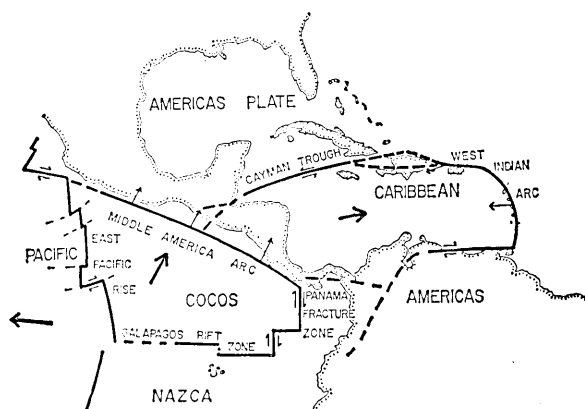 AMERICAS PLATE
CAYMAN TROUGH
WEST
INDIAN
ARC
CARIBBEAN
MIDDLE AMERICA ARC
PACIFIC
EAST
PACIFIC
RISE
COCOS
PANAMA
FRACTURE
ZONE
AMERICAS
GALAPAGOS RIFT
ZONE
NAZCA